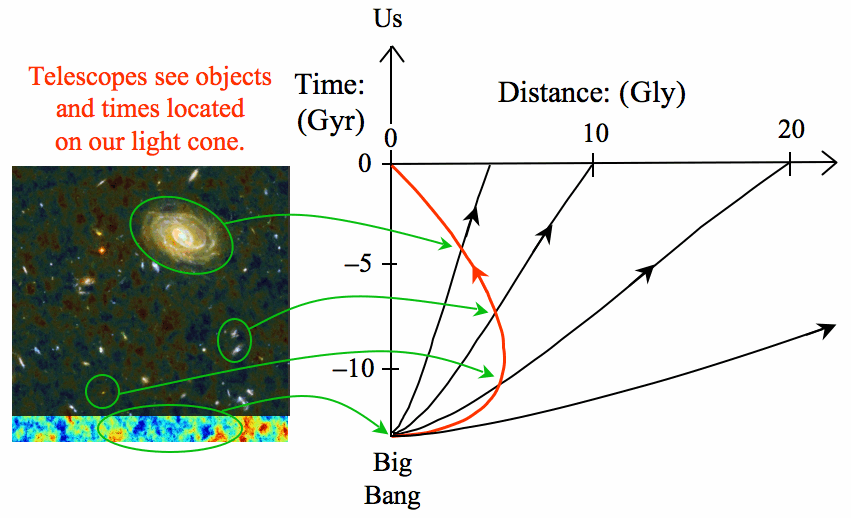 Us
Telescopes see objects
and times located
on our light cone.
Time:
(Gyr)
Distance: (Gly)
0
10
20
0
–5
–10
Big
Bang